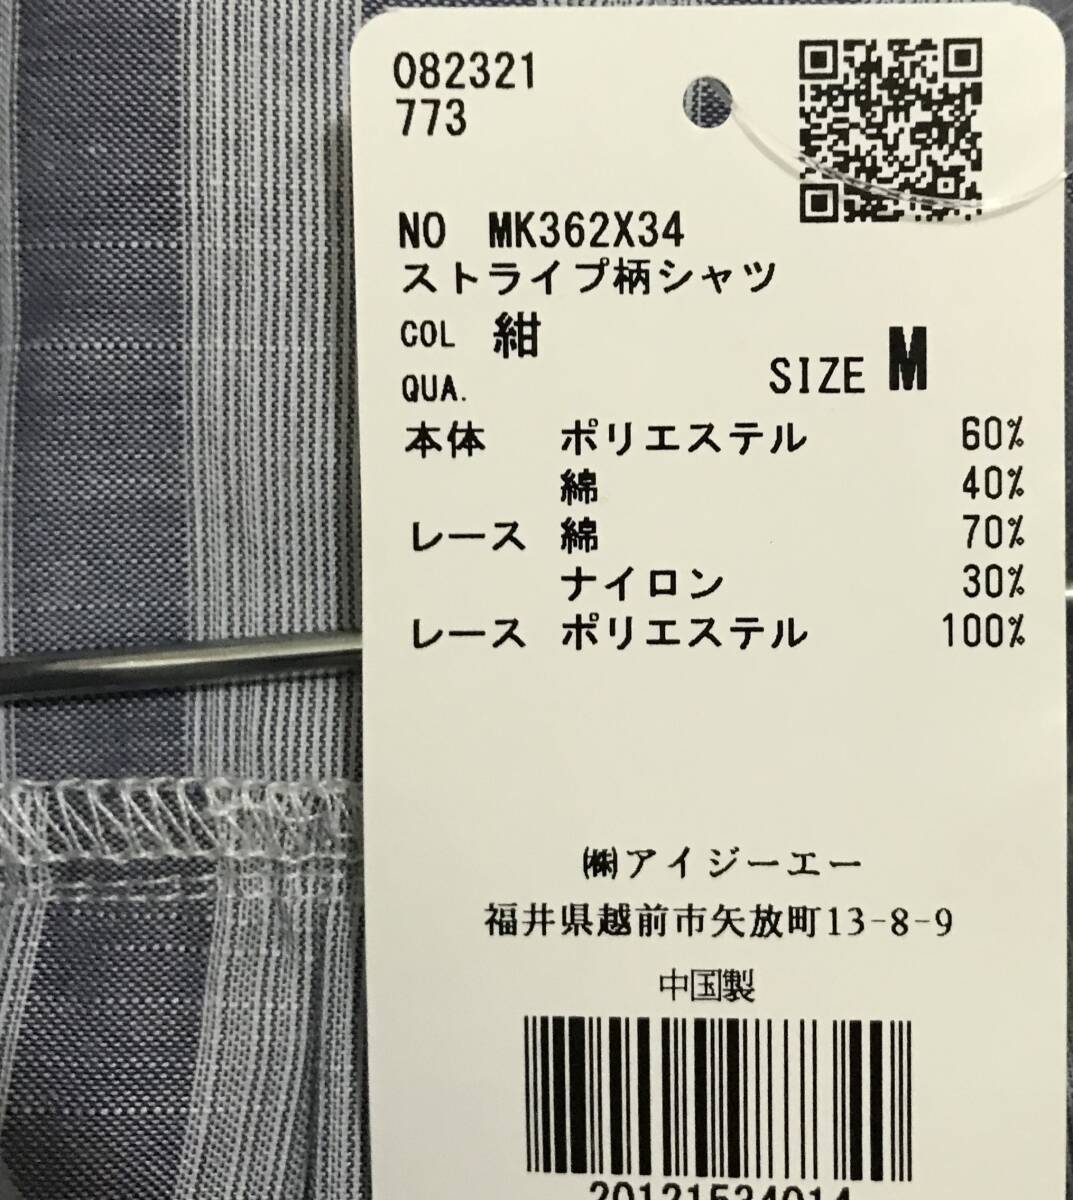 082321
773
NO MK362X34
ストライプ柄シャツ
COL 紺
QUA. SIZE M
本体 ポリエステル 60%
綿 40%
レース 綿 70%
ナイロン 30%
レース ポリエステル 100%
㈱アイジーエー
福井県越前市矢放町13-8-9
中国製
20121534014